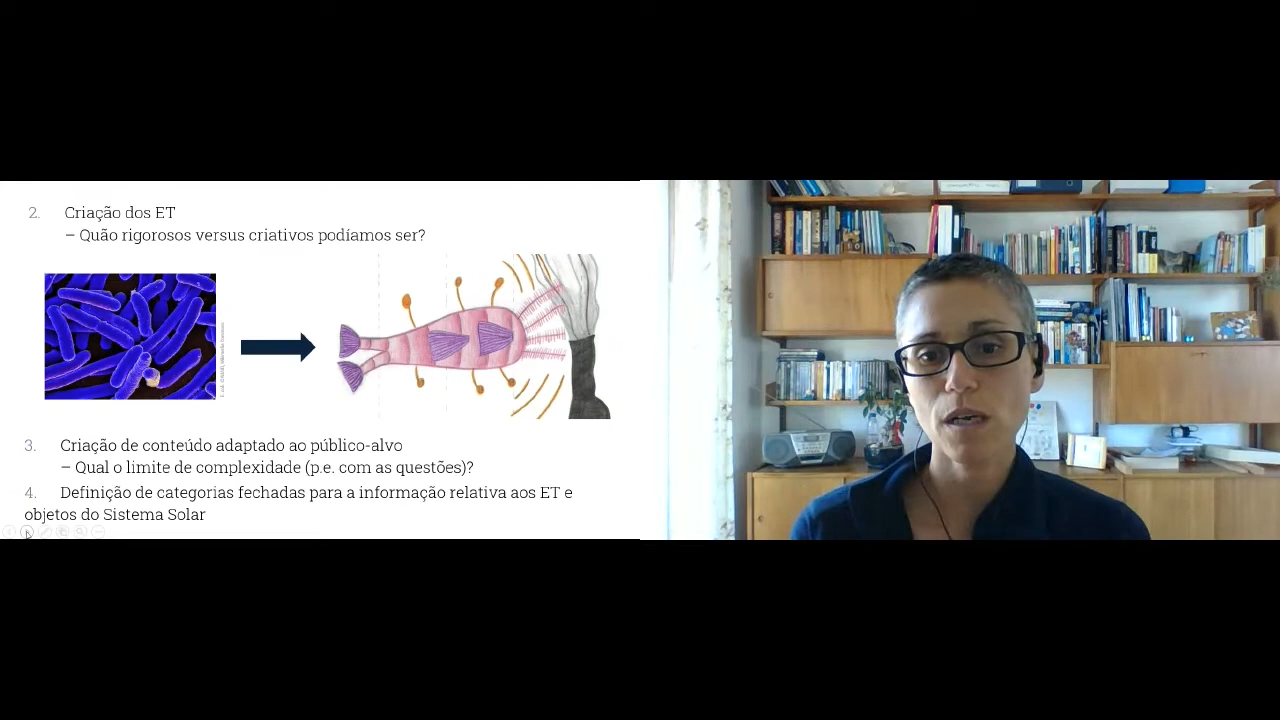 2. Criação dos ET
– Quão rigorosos versus criativos podíamos ser?
3. Criação de conteúdo adaptado ao público-alvo
– Qual o limite de complexidade (p.e. com as questões)?
4. Definição de categorias fechadas para a informação relativa aos ET e
objetos do Sistema Solar